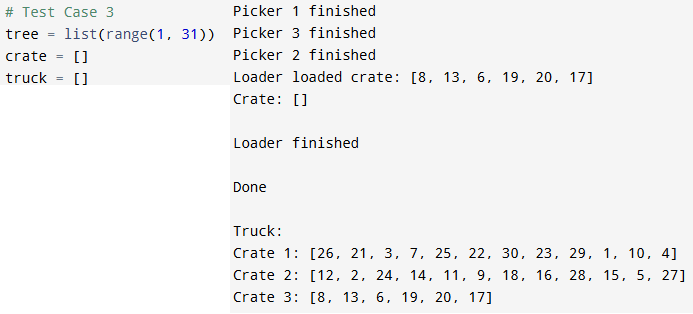 # Test Case 3
tree = list(range(1, 31))
crate = []
truck = []
Picker 1 finished
Picker 3 finished
Picker 2 finished
Loader loaded crate: [8, 13, 6, 19, 20, 17]
Crate: []
Loader finished
Done
Truck:
Crate 1: [26, 21, 3, 7, 25, 22, 30, 23, 29, 1, 10, 4]
Crate 2: [12, 2, 24, 14, 11, 9, 18, 16, 28, 15, 5, 27]
Crate 3: [8, 13, 6, 19, 20, 17]